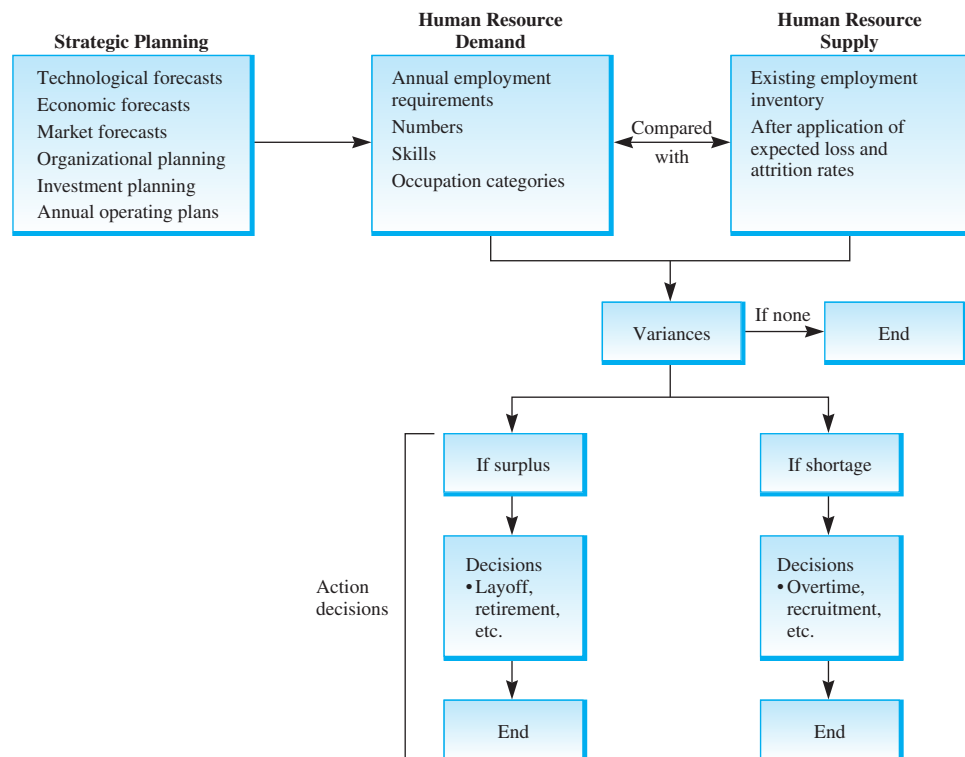 Strategic Planning
Technological forecasts
Economic forecasts
Market forecasts
Organizational planning
Investment planning
Annual operating plans
Human Resource
Demand
Annual employment
requirements
Numbers
Skills
Occupation categories
Compared
with
Human Resource
Supply
Existing employment
inventory
After application of
expected loss and
attrition rates
Variances
If none
End
Action
decisions
If surplus
Decisions
• Layoff,
retirement,
etc.
End
If shortage
Decisions
• Overtime,
recruitment,
etc.
End